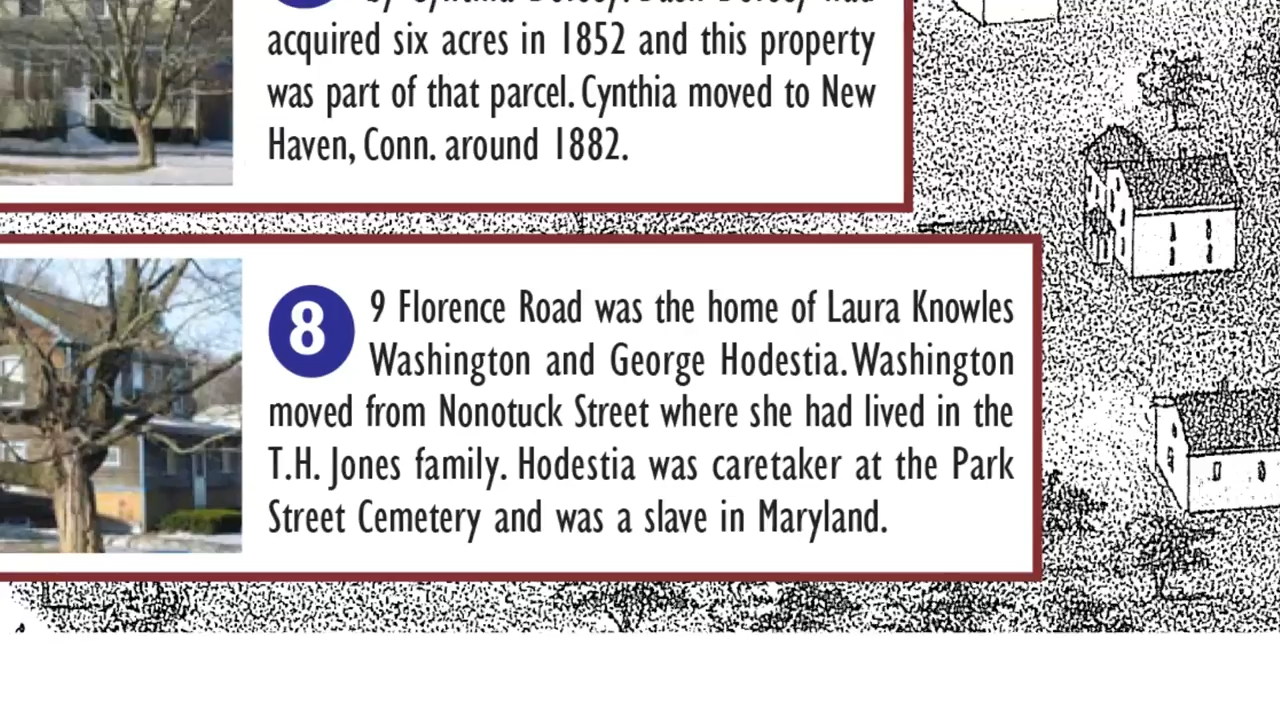 acquired six acres in 1852 and this property
was part of that parcel. Cynthia moved to New
Haven, Conn. around 1882.
8
9 Florence Road was the home of Laura Knowles
Washington and George Hodestia. Washington
moved from Nonotuck Street where she had lived in the
T.H. Jones family. Hodestia was caretaker at the Park
Street Cemetery and was a slave in Maryland.